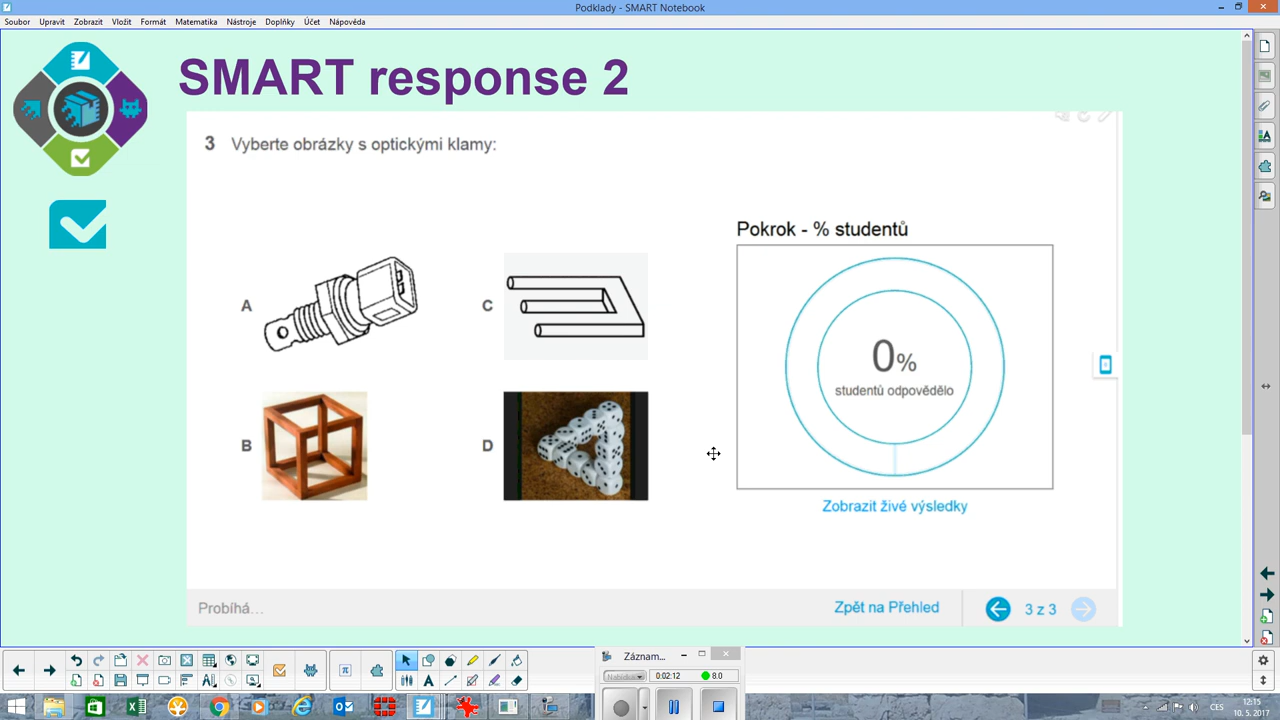 Podklady - SMART Notebook
Soubor Upravit Zobrazit Vložit Formát Matematika Nástroje Doplňky Účet Nápověda
SMART response 2
3 Vyberte obrázky s optickými klamy:
Pokrok - % studentů
A
C
0%
studentů odpovědělo
B
D
Zobrazit živé výsledky
Probíhá...
Zpět na Přehled
3 z 3
Záznam...
Nabídka
0:02:12
8.0
CES
12:15
10. 5. 2017